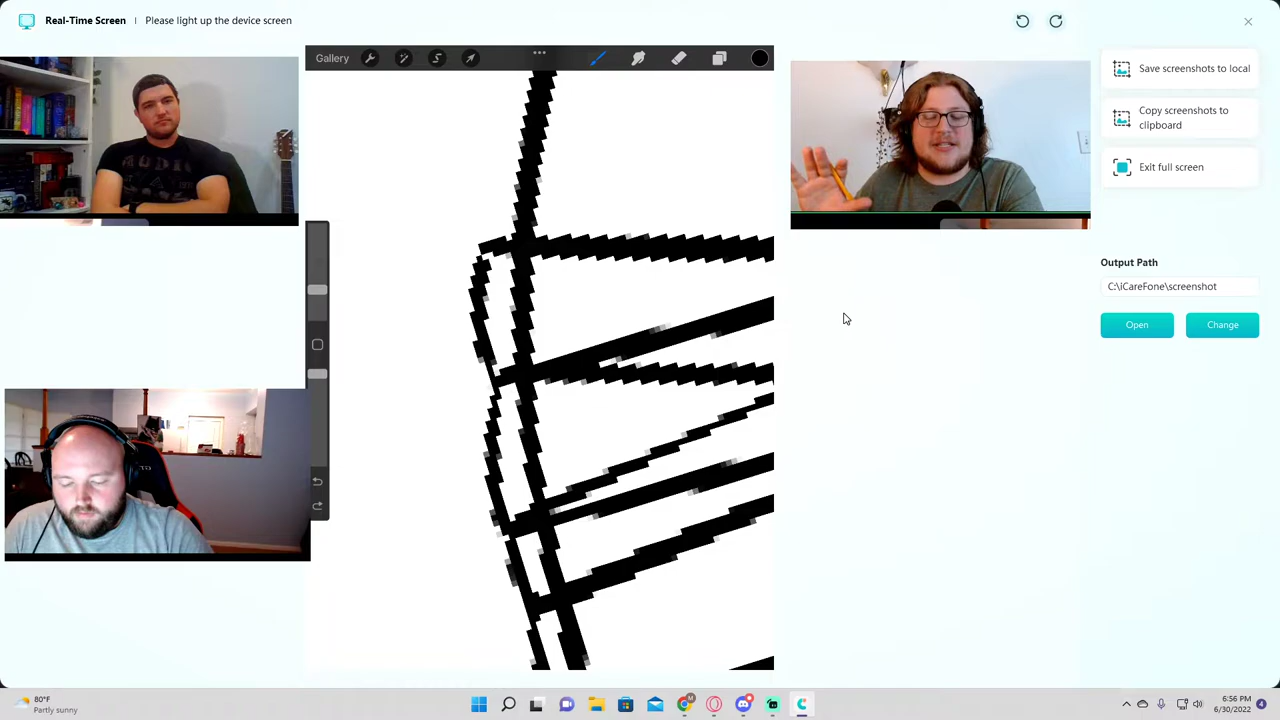 Real-Time Screen | Please light up the device screen
Gallery
Save screenshots to local
Copy screenshots to
clipboard
Exit full screen
Output Path
C:\iCareFone\screenshot
Open
Change
80°F
Partly sunny
6:56 PM
6/30/2022
4